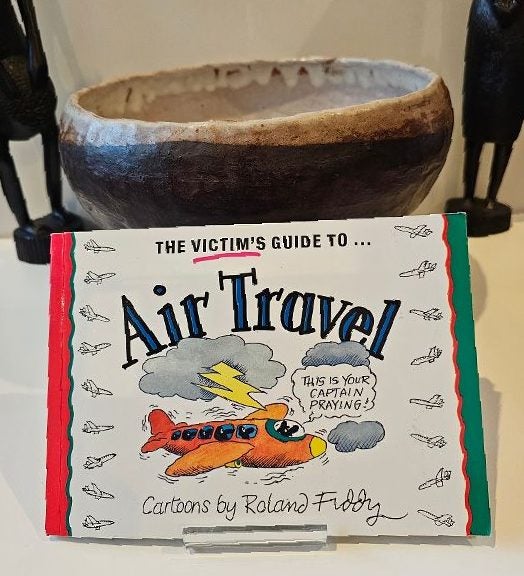 THE VICTIM'S GUIDE TO ...
Air Travel
THIS IS YOUR
CAPTAIN
PRAYING!
Cartoons by Roland Fiddy